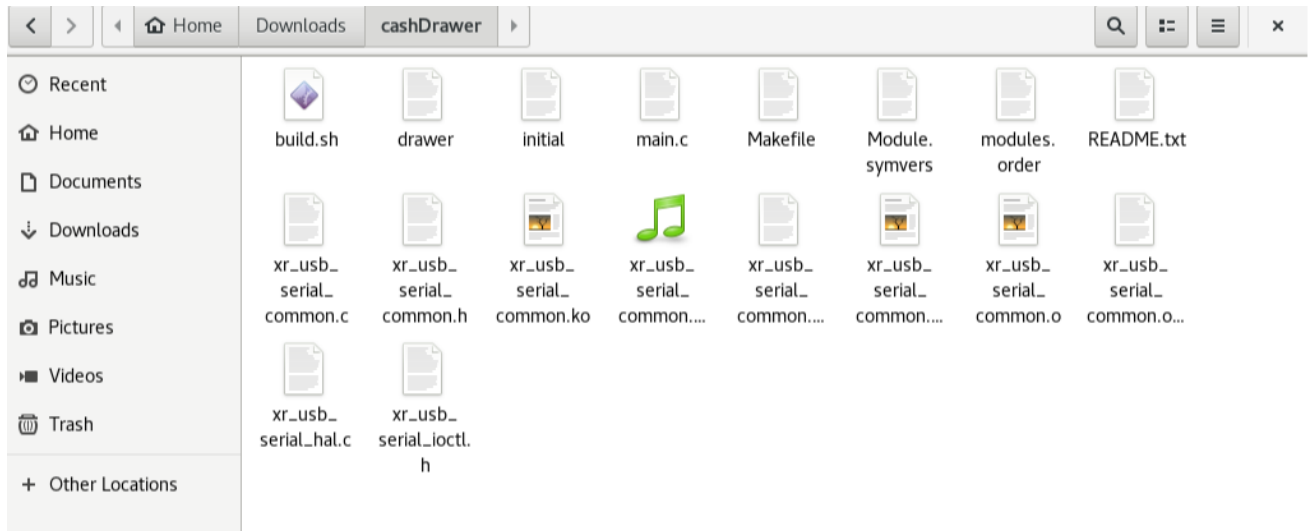 Home Downloads cashDrawer
Recent
Home
Documents
Downloads
Music
Pictures
Videos
Trash
+ Other Locations
build.sh drawer initial main.c Makefile Module. modules. README.txt
symvers order
xr_usb_ xr_usb_ xr_usb_ xr_usb_ xr_usb_ xr_usb_ xr_usb_ xr_usb_
serial_ serial_ serial_ serial_ serial_ serial_ serial_ serial_
common.c common.h common.ko common.... common.... common.... common.o common.o...
xr_usb_ xr_usb_
serial_hal.c serial_ioctl.
h